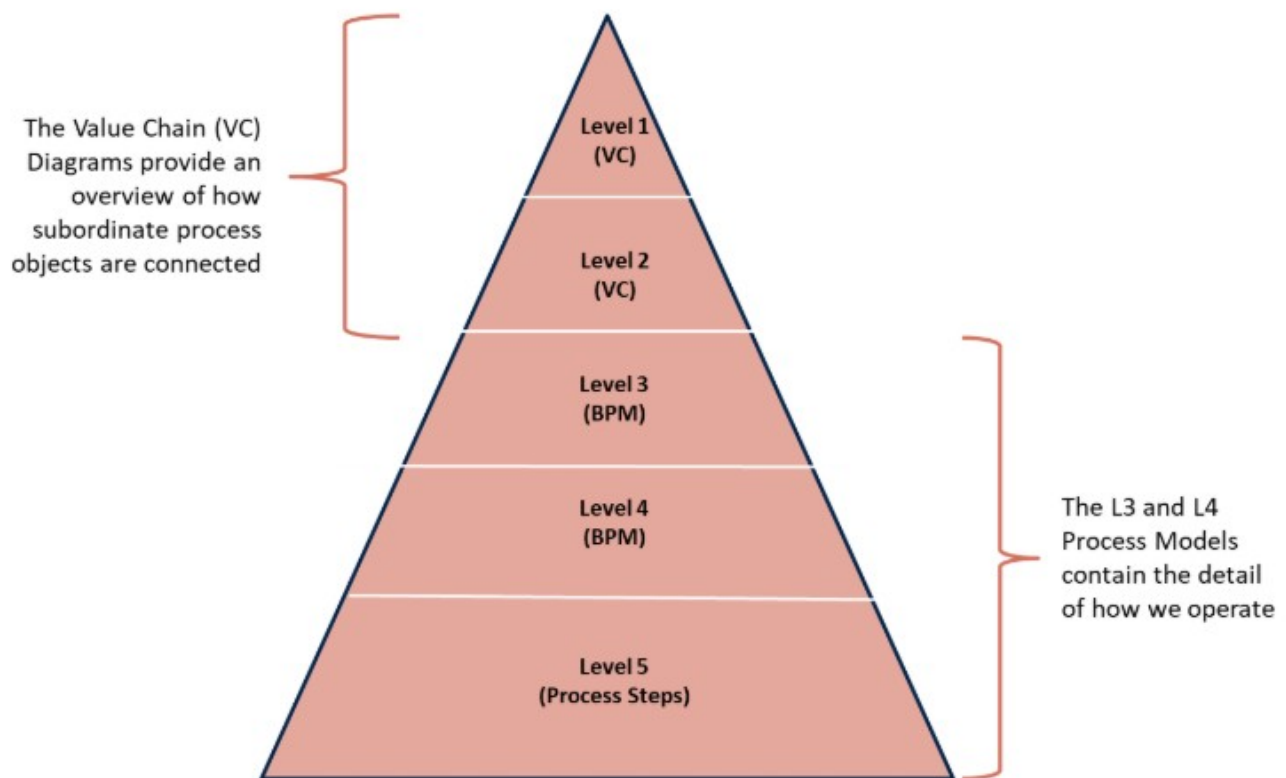 The Value Chain (VC)
Diagrams provide an
overview of how
subordinate process
objects are connected
Level 1
(VC)
Level 2
(VC)
Level 3
(BPM)
Level 4
(BPM)
Level 5
(Process Steps)
The L3 and L4
Process Models
contain the detail
of how we operate